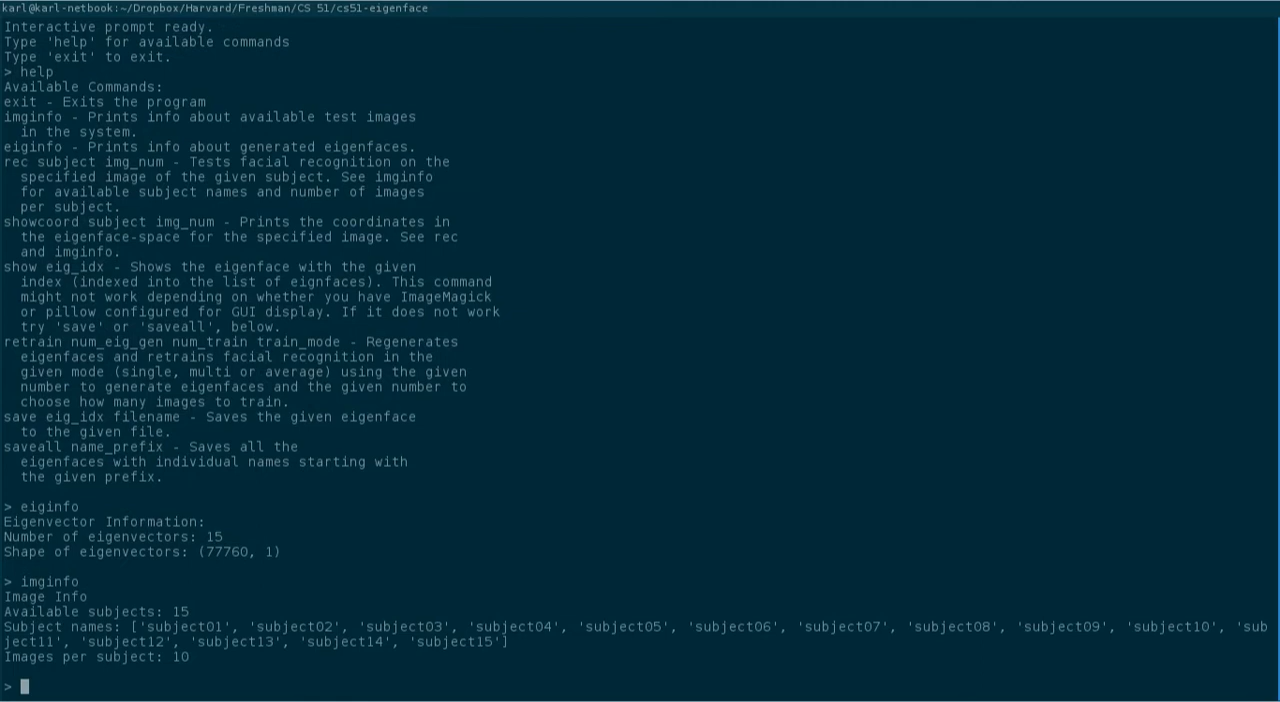 karl@karl-netbook:~/Dropbox/Harvard/Freshman/CS 51/cs51-eigenface
Interactive prompt ready.
Type 'help' for available commands
Type 'exit' to exit.
> help
Available Commands:
exit - Exits the program
imginfo - Prints info about available test images
  in the system.
eiginfo - Prints info about generated eigenfaces.
rec subject img_num - Tests facial recognition on the
  specified image of the given subject. See imginfo
  for available subject names and number of images
  per subject.
showcoord subject img_num - Prints the coordinates in
  the eigenface-space for the specified image. See rec
  and imginfo.
show eig_idx - Shows the eigenface with the given
  index (indexed into the list of eignfaces). This command
  might not work depending on whether you have ImageMagick
  or pillow configured for GUI display. If it does not work
  try 'save' or 'saveall', below.
retrain num_eig_gen num_train train_mode - Regenerates
  eigenfaces and retrains facial recognition in the
  given mode (single, multi or average) using the given
  number to generate eigenfaces and the given number to
  choose how many images to train.
save eig_idx filename - Saves the given eigenface
  to the given file.
saveall name_prefix - Saves all the
  eigenfaces with individual names starting with
  the given prefix.
> eiginfo
Eigenvector Information:
Number of eigenvectors: 15
Shape of eigenvectors: (77760, 1)
> imginfo
Image Info
Available subjects: 15
Subject names: ['subject01', 'subject02', 'subject03', 'subject04', 'subject05', 'subject06', 'subject07', 'subject08', 'subject09', 'subject10', 'sub
ject11', 'subject12', 'subject13', 'subject14', 'subject15']
Images per subject: 10
>